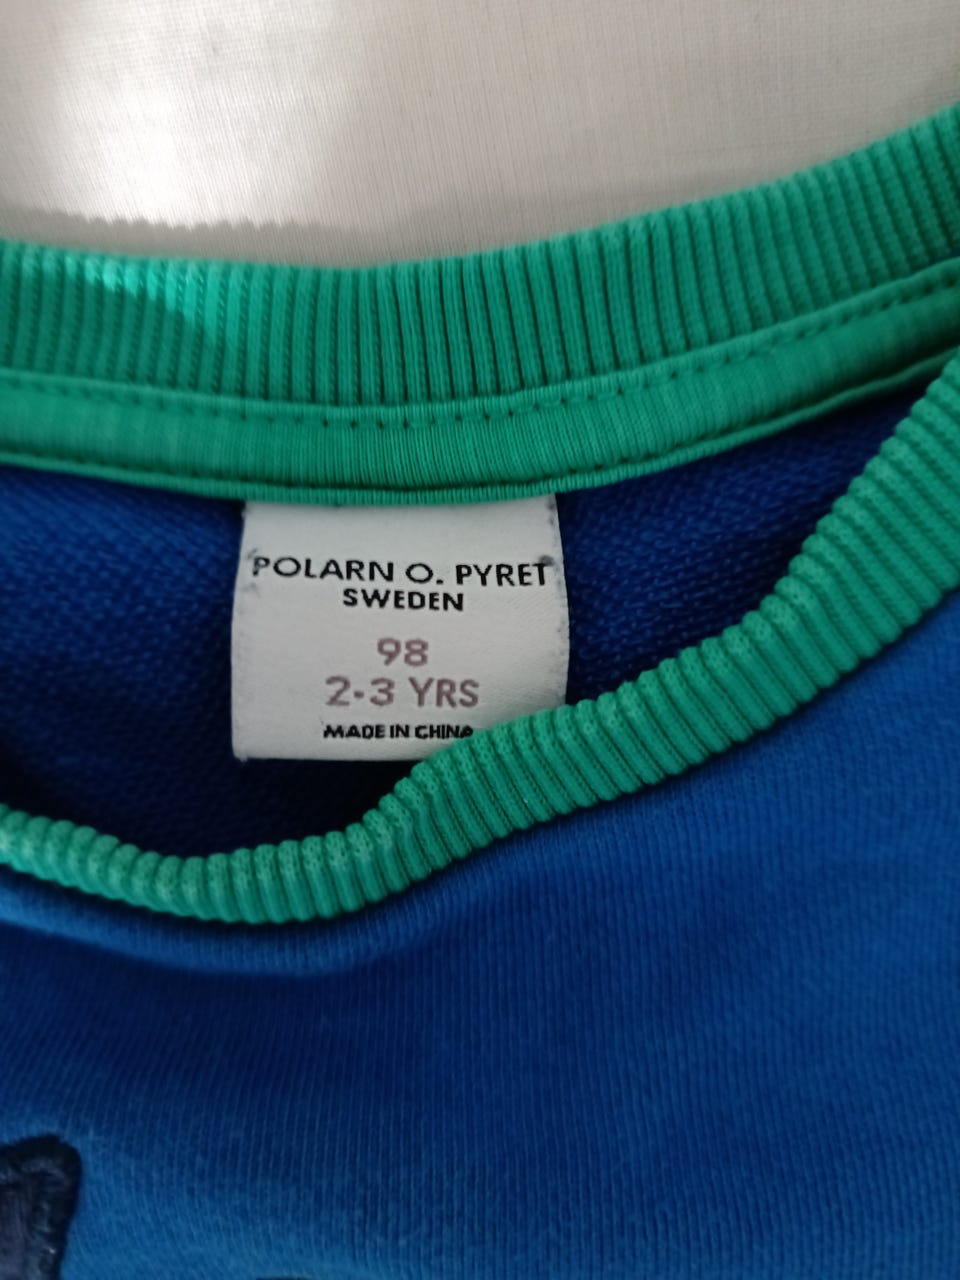 POLARN O. PYRET
SWEDEN
98
2-3 YRS
MADE IN CHINA